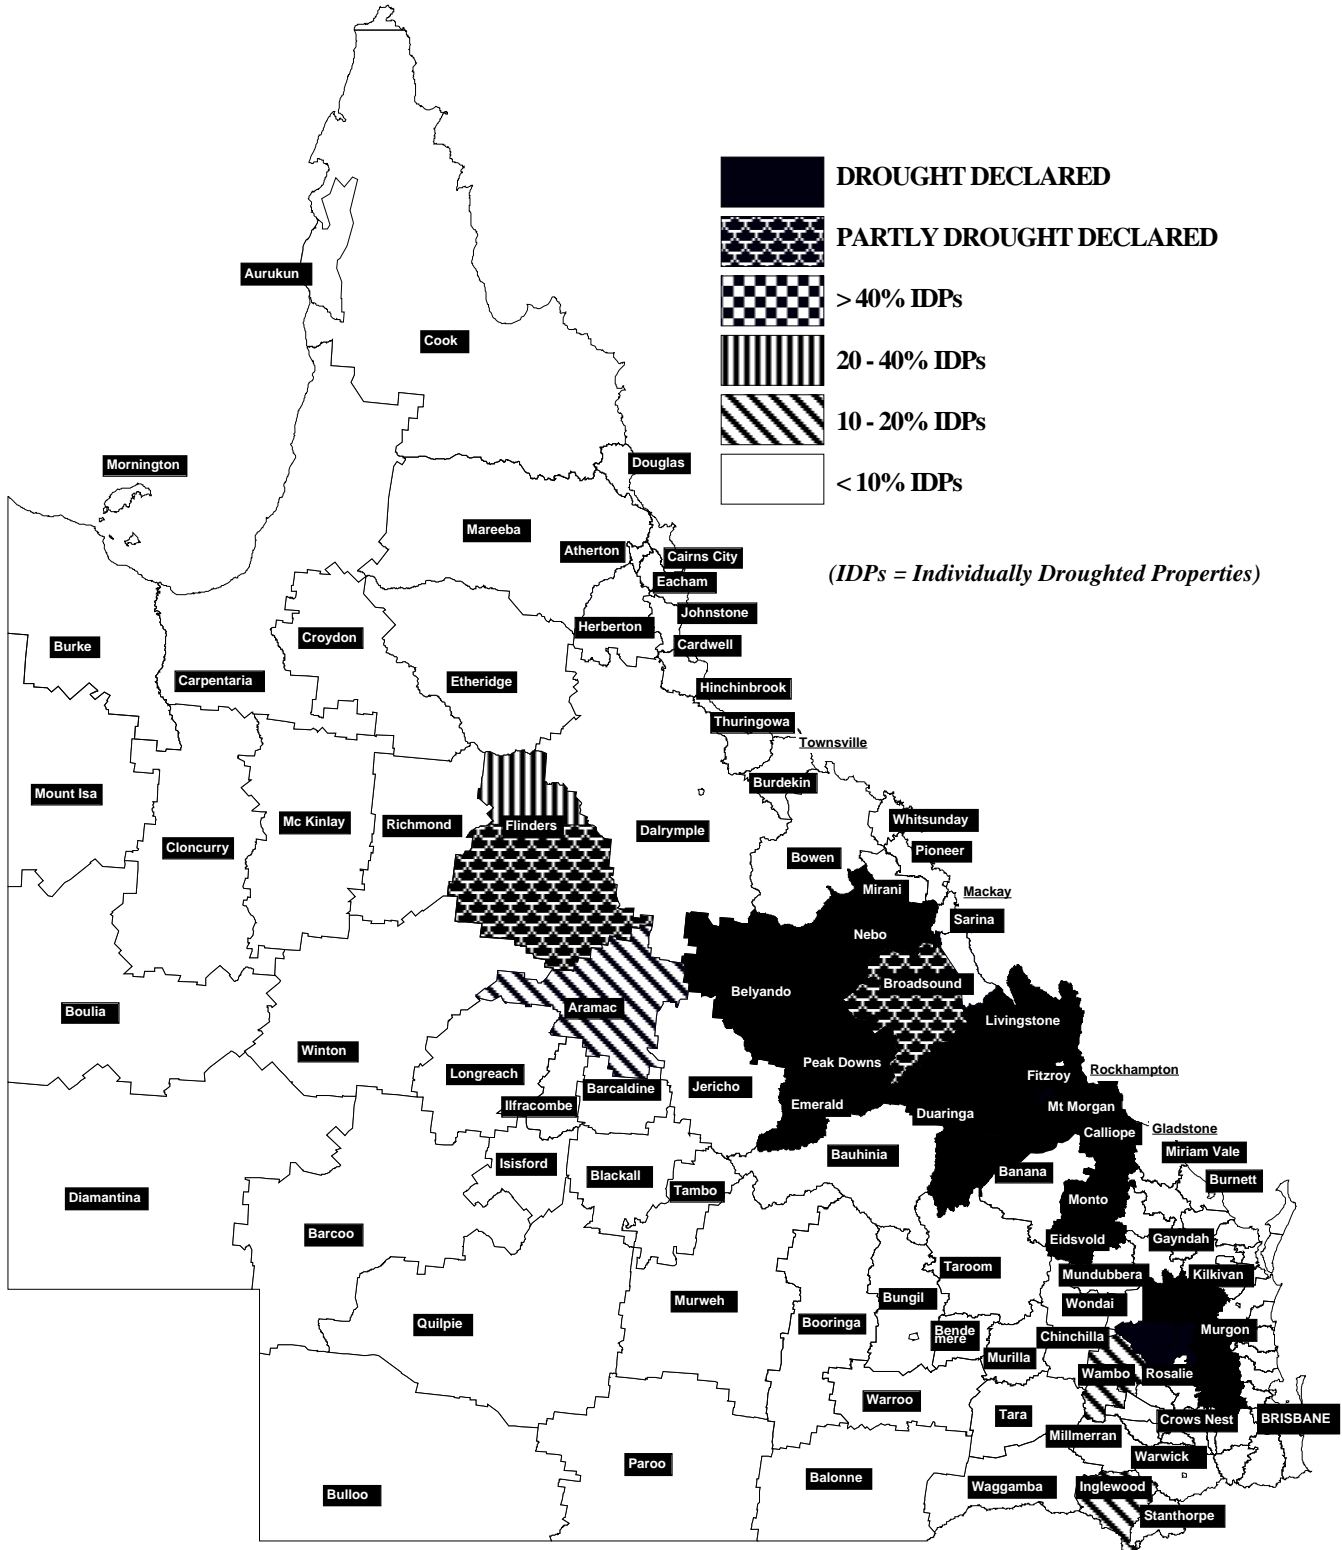 DROUGHT DECLARED
PARTLY DROUGHT DECLARED
> 40% IDPs
20 - 40% IDPs
10 - 20% IDPs
< 10% IDPs
(IDPs = Individually Droughted Properties)
Aurukun
Cook
Mornington
Douglas
Mareeba
Atherton
Cairns City
Eacham
Johnstone
Herberton
Cardwell
Croydon
Burke
Carpentaria
Etheridge
Hinchinbrook
Thuringowa
Townsville
Burdekin
Mount Isa
Mc Kinlay
Richmond
Flinders
Dalrymple
Whitsunday
Cloncurry
Bowen
Pioneer
Mirani
Mackay
Sarina
Nebo
Broadsound
Belyando
Aramac
Boulia
Livingstone
Winton
Longreach
Peak Downs
Fitzroy
Rockhampton
Barcaldine
Jericho
Ilfracombe
Emerald
Mt Morgan
Duaringa
Calliope
Gladstone
Miriam Vale
Bauhinia
Isisford
Blackall
Banana
Burnett
Tambo
Diamantina
Monto
Barcoo
Eidsvold
Gayndah
Taroom
Mundubbera
Kilkivan
Murweh
Bungil
Wondai
Quilpie
Booringa
Bende
mere
Chinchilla
Murgon
Murilla
Wambo
Rosalie
Warroo
Tara
Crows Nest
BRISBANE
Millmerran
Warwick
Paroo
Balonne
Bulloo
Waggamba
Inglewood
Stanthorpe